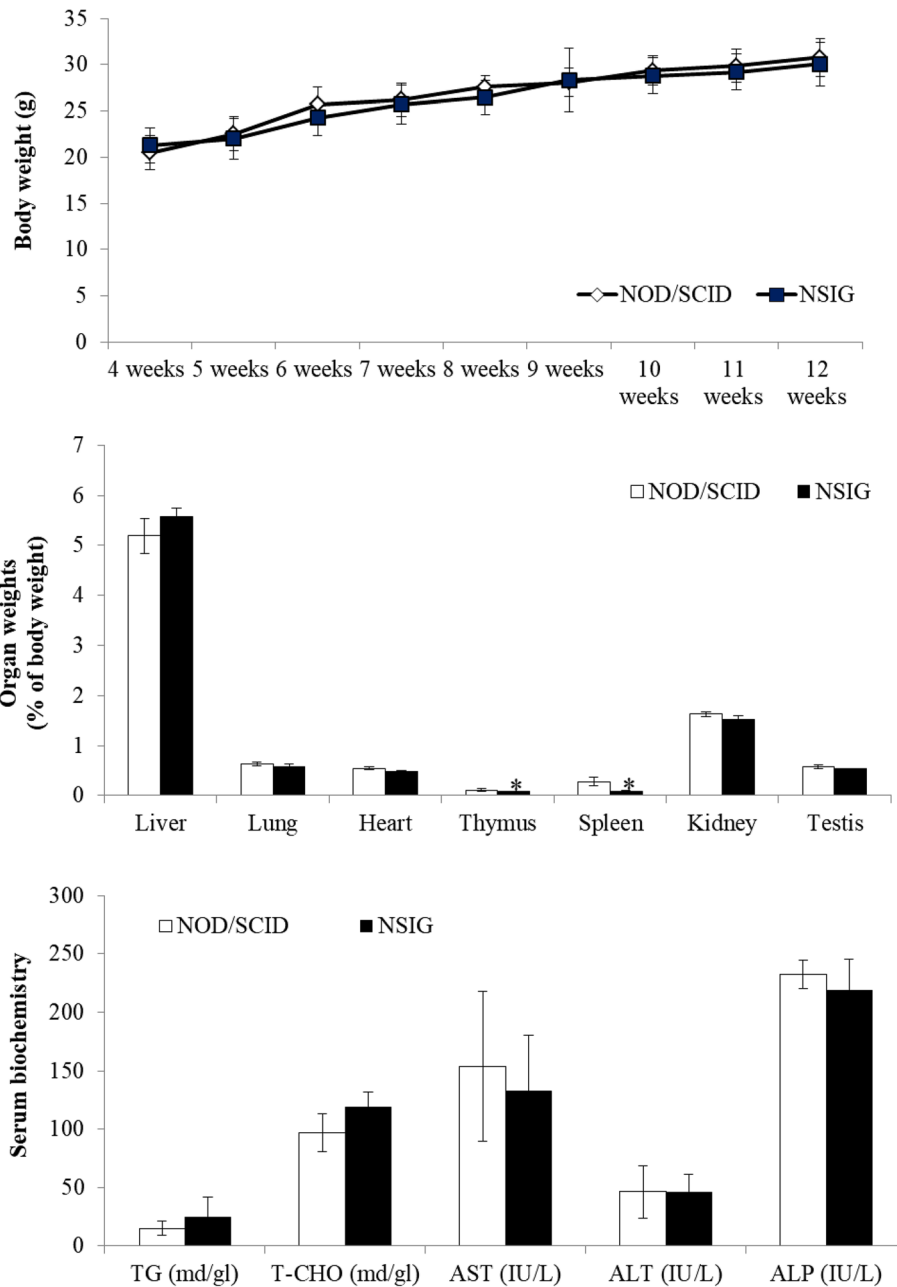 35
30
25
20
15
10
5
0
Body weight (g)
NOD/SCID NSIG
4 weeks 5 weeks 6 weeks 7 weeks 8 weeks 9 weeks 10 weeks 11 weeks 12 weeks
7
6
5
4
3
2
1
0
Organ weights
(% of body weight)
NOD/SCID NSIG
* *
Liver Lung Heart Thymus Spleen Kidney Testis
300
250
200
150
100
50
0
Serum biochemistry
NOD/SCID NSIG
TG (md/gl) T-CHO (md/gl) AST (IU/L) ALT (IU/L) ALP (IU/L)